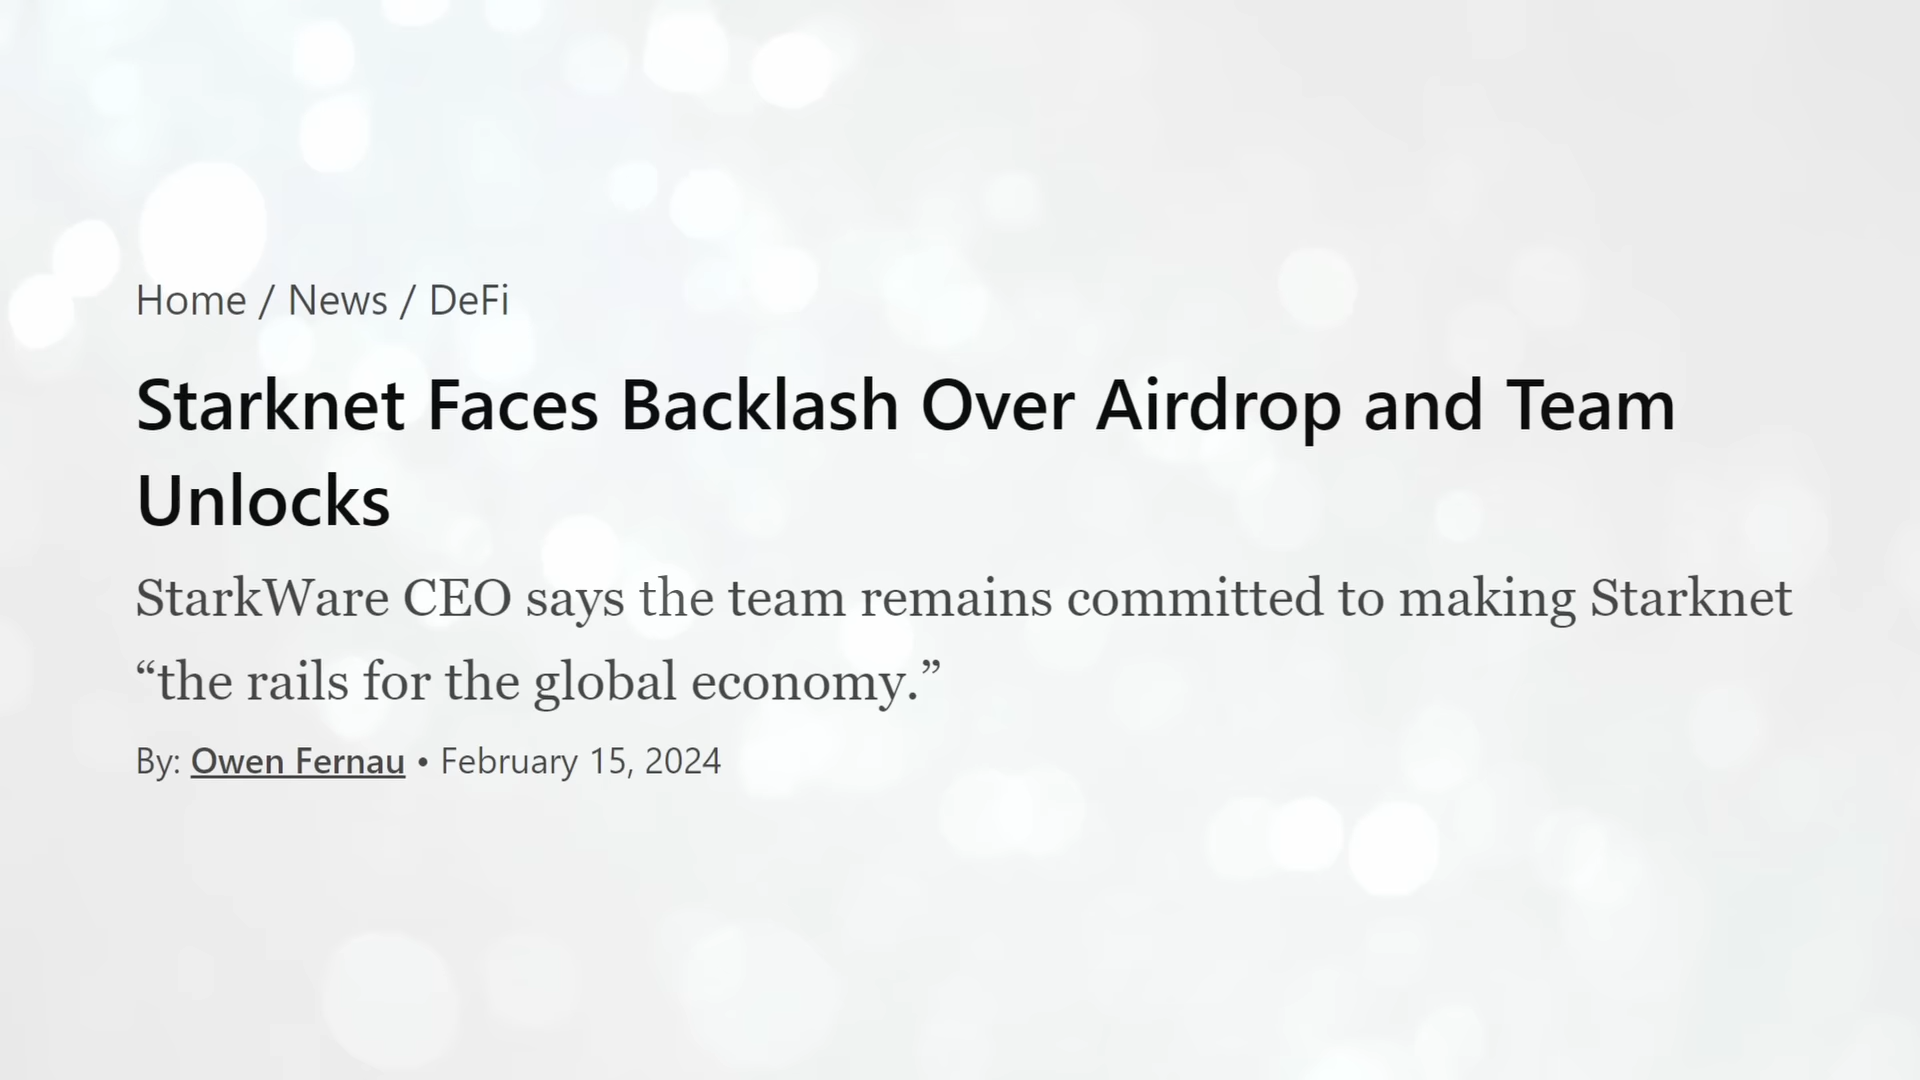 Home / News / DeFi
Starknet Faces Backlash Over Airdrop and Team
Unlocks
StarkWare CEO says the team remains committed to making Starknet
“the rails for the global economy.”
By: Owen Fernau • February 15, 2024